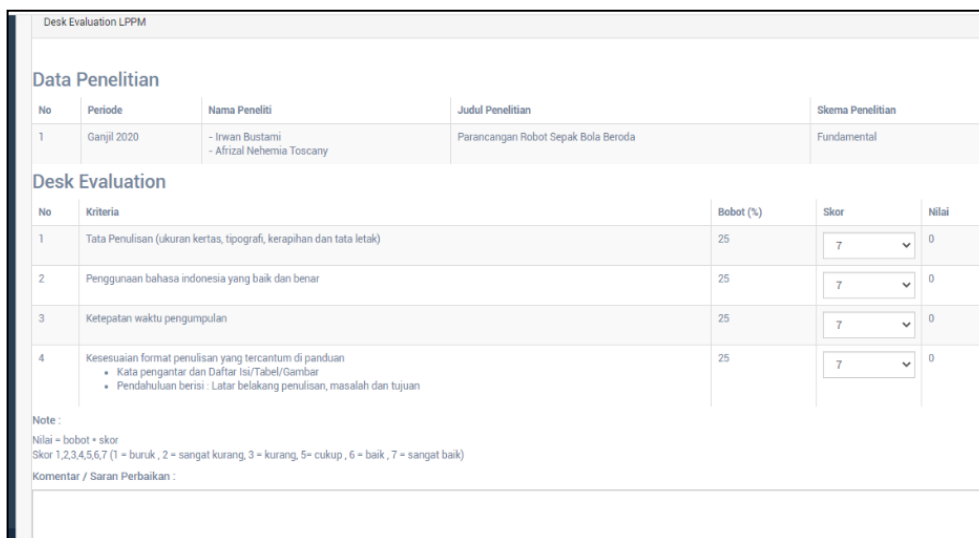 Desk Evaluation LPPM
Data Penelitian
No Periode Nama Peneliti Judul Penelitian Skema Penelitian
1 Ganjil 2020 - Irwan Bustami Parancangan Robot Sepak Bola Beroda Fundamental
- Afrizal Nehemia Toscany
Desk Evaluation
No Kriteria Bobot (%) Skor Nilai
1 Tata Penulisan (ukuran kertas, tipografi, kerapihan dan tata letak) 25 7 0
2 Penggunaan bahasa indonesia yang baik dan benar 25 7 0
3 Ketepatan waktu pengumpulan 25 7 0
4 Kesesuaian format penulisan yang tercantum di panduan 25 7 0
• Kata pengantar dan Daftar Isi/Tabel/Gambar
• Pendahuluan berisi : Latar belakang penulisan, masalah dan tujuan
Note :
Nilai = bobot * skor
Skor 1,2,3,4,5,6,7 (1 = buruk , 2 = sangat kurang, 3 = kurang, 5= cukup , 6 = baik , 7 = sangat baik)
Komentar / Saran Perbaikan :